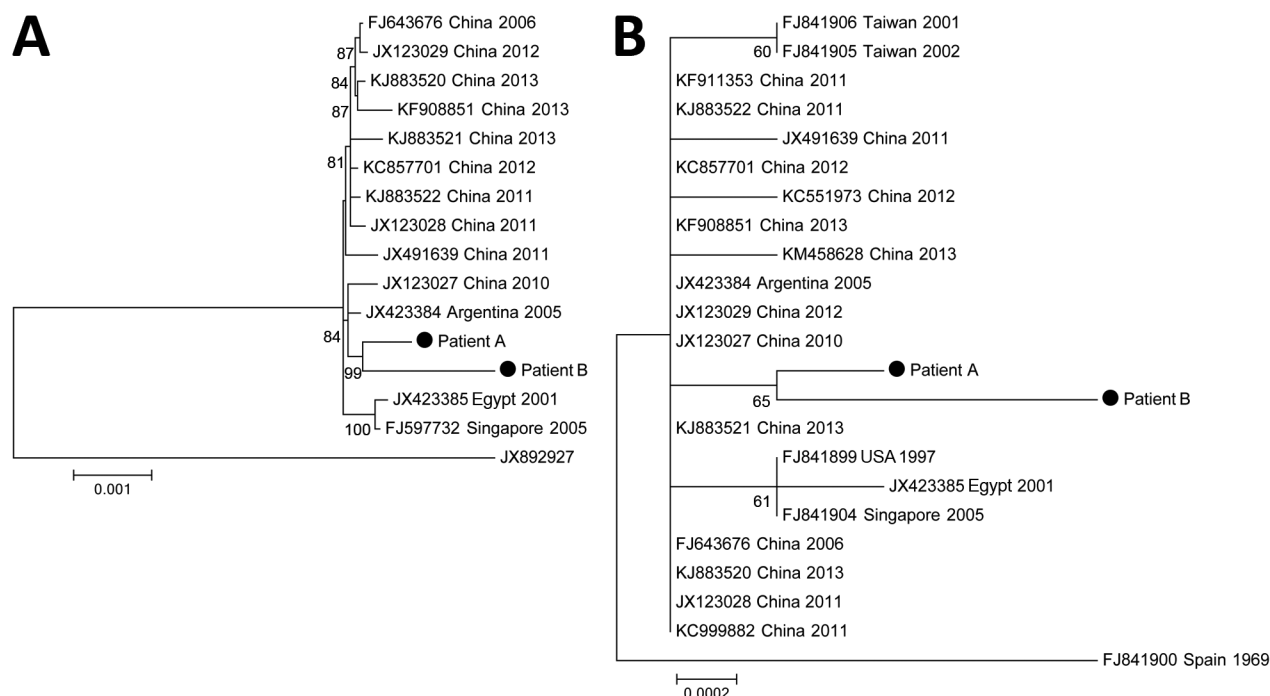 A
FJ643676 China 2006
87
JX123029 China 2012
84
KJ883520 China 2013
87
KF908851 China 2013
KJ883521 China 2013
81
KC857701 China 2012
KJ883522 China 2011
JX123028 China 2011
JX491639 China 2011
JX123027 China 2010
JX423384 Argentina 2005
84
Patient A
99
Patient B
JX423385 Egypt 2001
100
FJ597732 Singapore 2005
JX892927
0.001
B
FJ841906 Taiwan 2001
60
FJ841905 Taiwan 2002
KF911353 China 2011
KJ883522 China 2011
JX491639 China 2011
KC857701 China 2012
KC551973 China 2012
KF908851 China 2013
KM458628 China 2013
JX423384 Argentina 2005
JX123029 China 2012
JX123027 China 2010
Patient A
65
Patient B
KJ883521 China 2013
FJ841899 USA 1997
JX423385 Egypt 2001
61
FJ841904 Singapore 2005
FJ643676 China 2006
KJ883520 China 2013
JX123028 China 2011
KC999882 China 2011
FJ841900 Spain 1969
0.0002